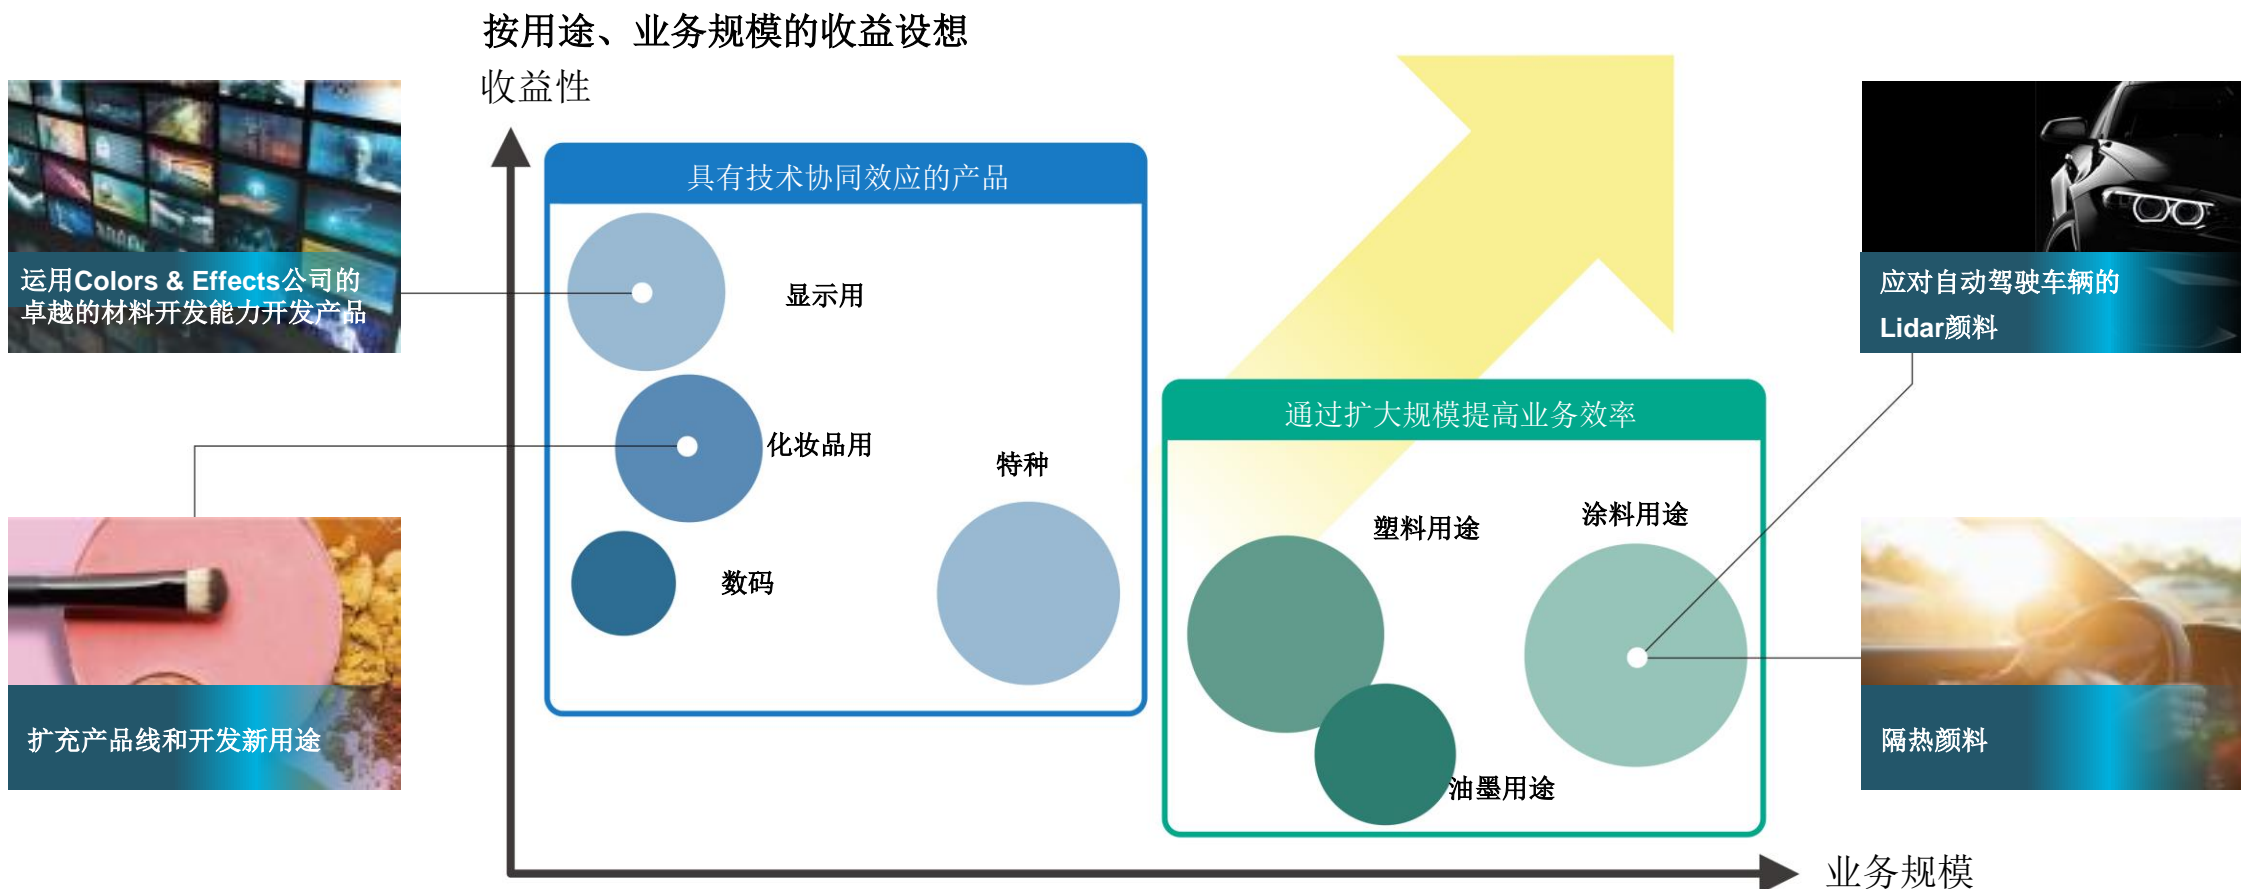 按用途、业务规模的收益设想
收益性
具有技术协同效应的产品
运用Colors & Effects公司的
卓越的材料开发能力开发产品
显示用
化妆品用
特种
数码
扩充产品线和开发新用途
通过扩大规模提高业务效率
塑料用途
涂料用途
油墨用途
应对自动驾驶车辆的
Lidar颜料
隔热颜料
业务规模